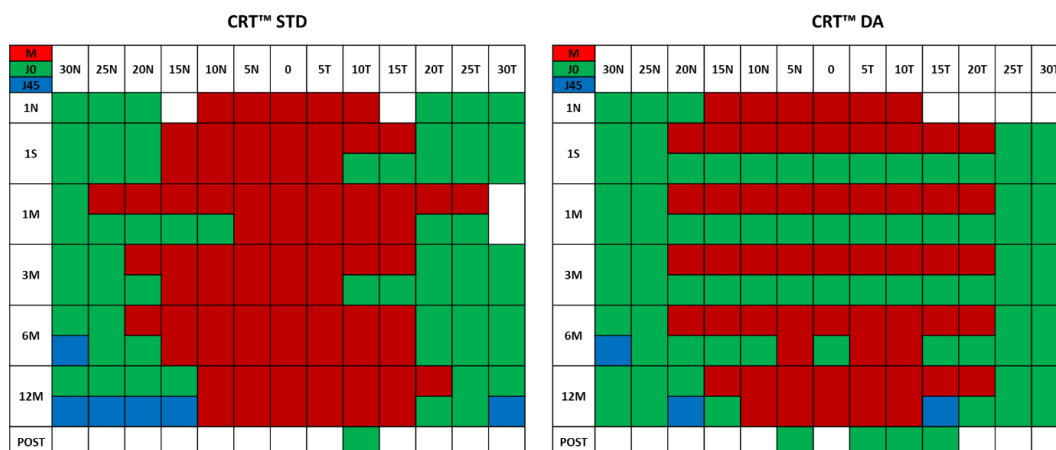 CRT™ STD
CRT™ DA
M
J0
J45
30N 25N 20N 15N 10N 5N 0 5T 10T 15T 20T 25T 30T
1N
1S
1M
3M
6M
12M
POST
M
J0
J45
30N 25N 20N 15N 10N 5N 0 5T 10T 15T 20T 25T 30T
1N
1S
1M
3M
6M
12M
POST